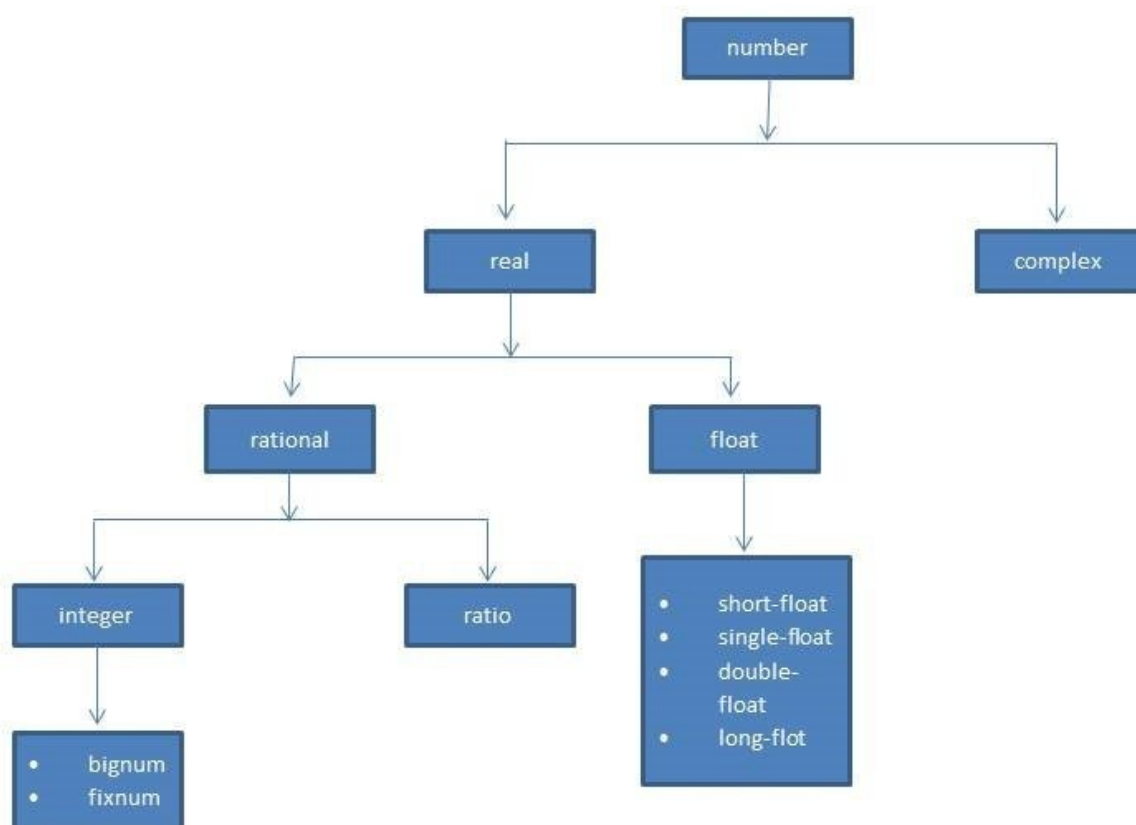 number
real
complex
rational
float
integer
ratio
• short-float
• single-float
• double-
float
• long-flot
• bignum
• fixnum